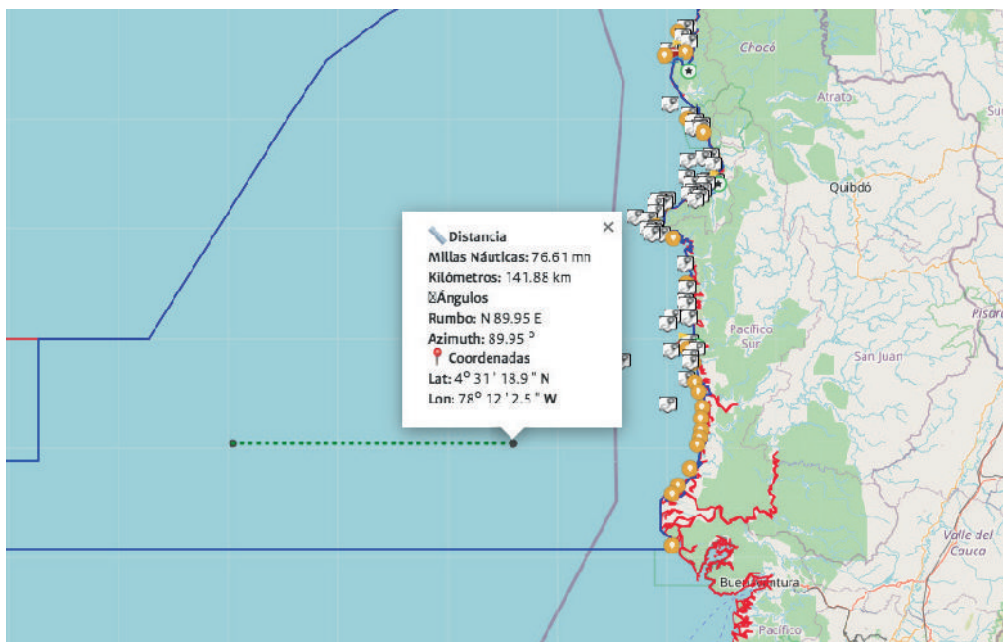 Chocó
Atrato
Quibdó
Distancia
Millas Náuticas: 76.61 mn
Kilómetros: 141.88 km
Ángulos
Rumbo: N 89.95 E
Azimuth: 89.95 °
Coordenadas
Lat: 4° 31 ' 18.9 " N
Lon: 78° 12 ' 2.5 " W
Pacífico
Sur
San Juan
Valle del
Cauca
Buenaventura
Pacífico